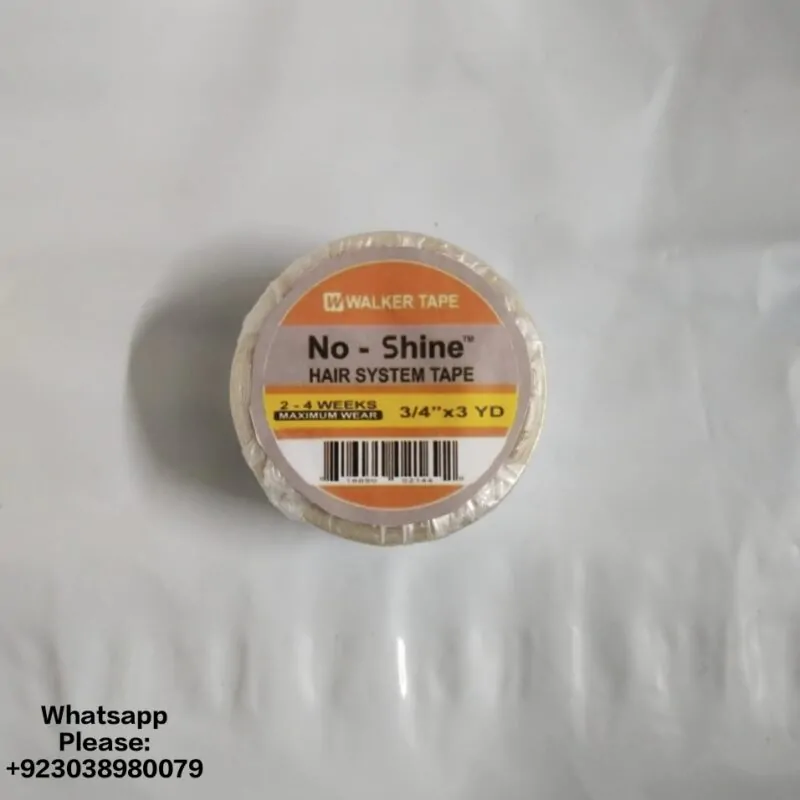 W WALKER TAPE
No - Shine™
HAIR SYSTEM TAPE
2 - 4 WEEKS
MAXIMUM WEAR
3/4"x3 YD
Whatsapp
Please:
+923038980079